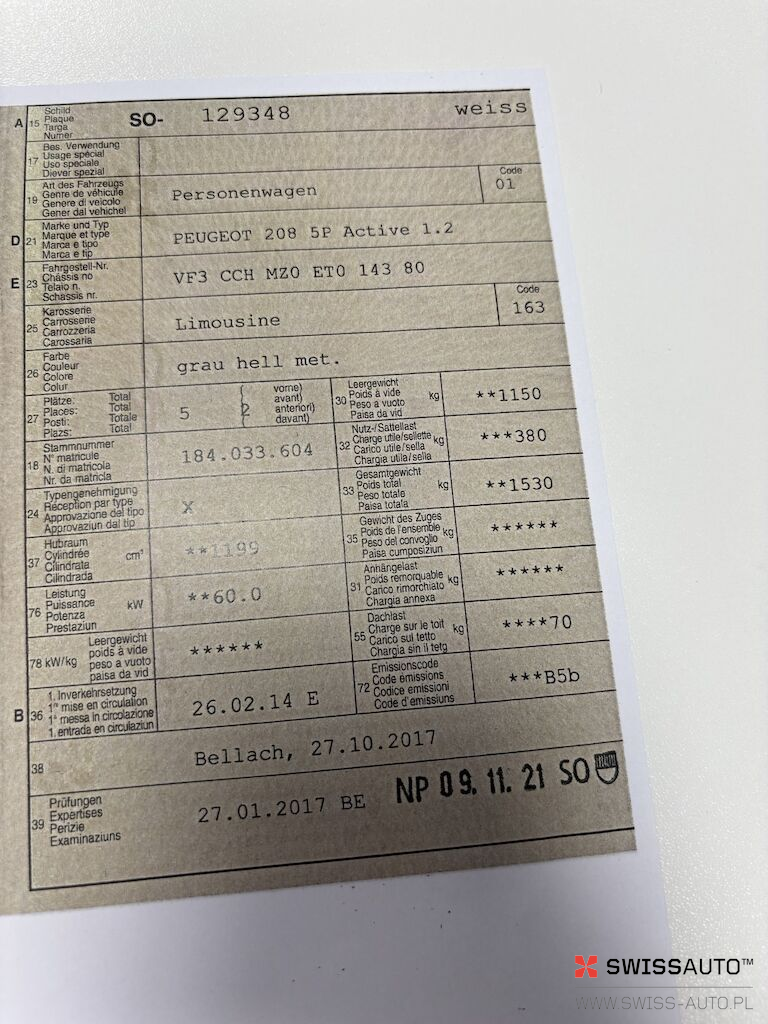 A 15 Schild
Plaque
Targa
Numer
SO- 129348 weiss
17 Bes. Verwendung
Usage spécial
Uso speciale
Diever spezial
19 Art des Fahrzeugs
Genre de véhicule
Genere di veicolo
Gener dal vehichel
Personenwagen
Code
01
D 21 Marke und Typ
Marque et type
Marca e tipo
Marca e tip
PEUGEOT 208 5P Active 1.2
E 23 Fahrgestell-Nr.
Châssis no
Telaio n.
Schassis nr.
VF3 CCH MZ0 ET0 143 80
25 Karosserie
Carrosserie
Carrozzeria
Carossaria
Limousine
Code
163
26 Farbe
Couleur
Colore
Colur
grau hell met.
27 Plätze: Total
Places: Total
Posti: Totale
Plazs: Total
5
( vorne)
avant)
2 anteriori)
( davant)
30 Leergewicht
Poids à vide
Peso a vuoto
Paisa da vid
kg
**1150
18 Stammnummer
N° matricule
N. di matricola
Nr. da matricla
184.033.604
32 Nutz-/Sattellast
Charge utile/sellette
Carico utile/sella
Chargia utila/sella
kg
***380
24 Typengenehmigung
Réception par type
Approvazione del tipo
Approvaziun dal tip
X
33 Gesamtgewicht
Poids total
Peso totale
Paisa totala
kg
**1530
37 Hubraum
Cylindrée
Cilindrata
Cilindrada
cm³
**1199
35 Gewicht des Zuges
Poids de l'ensemble
Peso del convoglio
Paisa cumposiziun
kg
******
76 Leistung
Puissance
Potenza
Prestaziun
kW
**60.0
31 Anhängelast
Poids remorquable
Carico rimorchiato
Chargia annexa
kg
******
78 kW/kg Leergewicht
poids à vide
peso a vuoto
paisa da vid
******
55 Dachlast
Charge sur le toit
Carico sul tetto
Chargia sin il tetg
kg
****70
B 36 1. Inverkehrsetzung
1re mise en circulation
1a messa in circolazione
1. entrada en circulaziun
26.02.14 E
72 Emissionscode
Code émissions
Codice emissioni
Code d'emissiuns
***B5b
38 Bellach, 27.10.2017
39 Prüfungen
Expertises
Perizie
Examinaziuns
27.01.2017 BE
NP 09. 11. 21 SO
SWISSAUTO™
WWW.SWISS-AUTO.PL